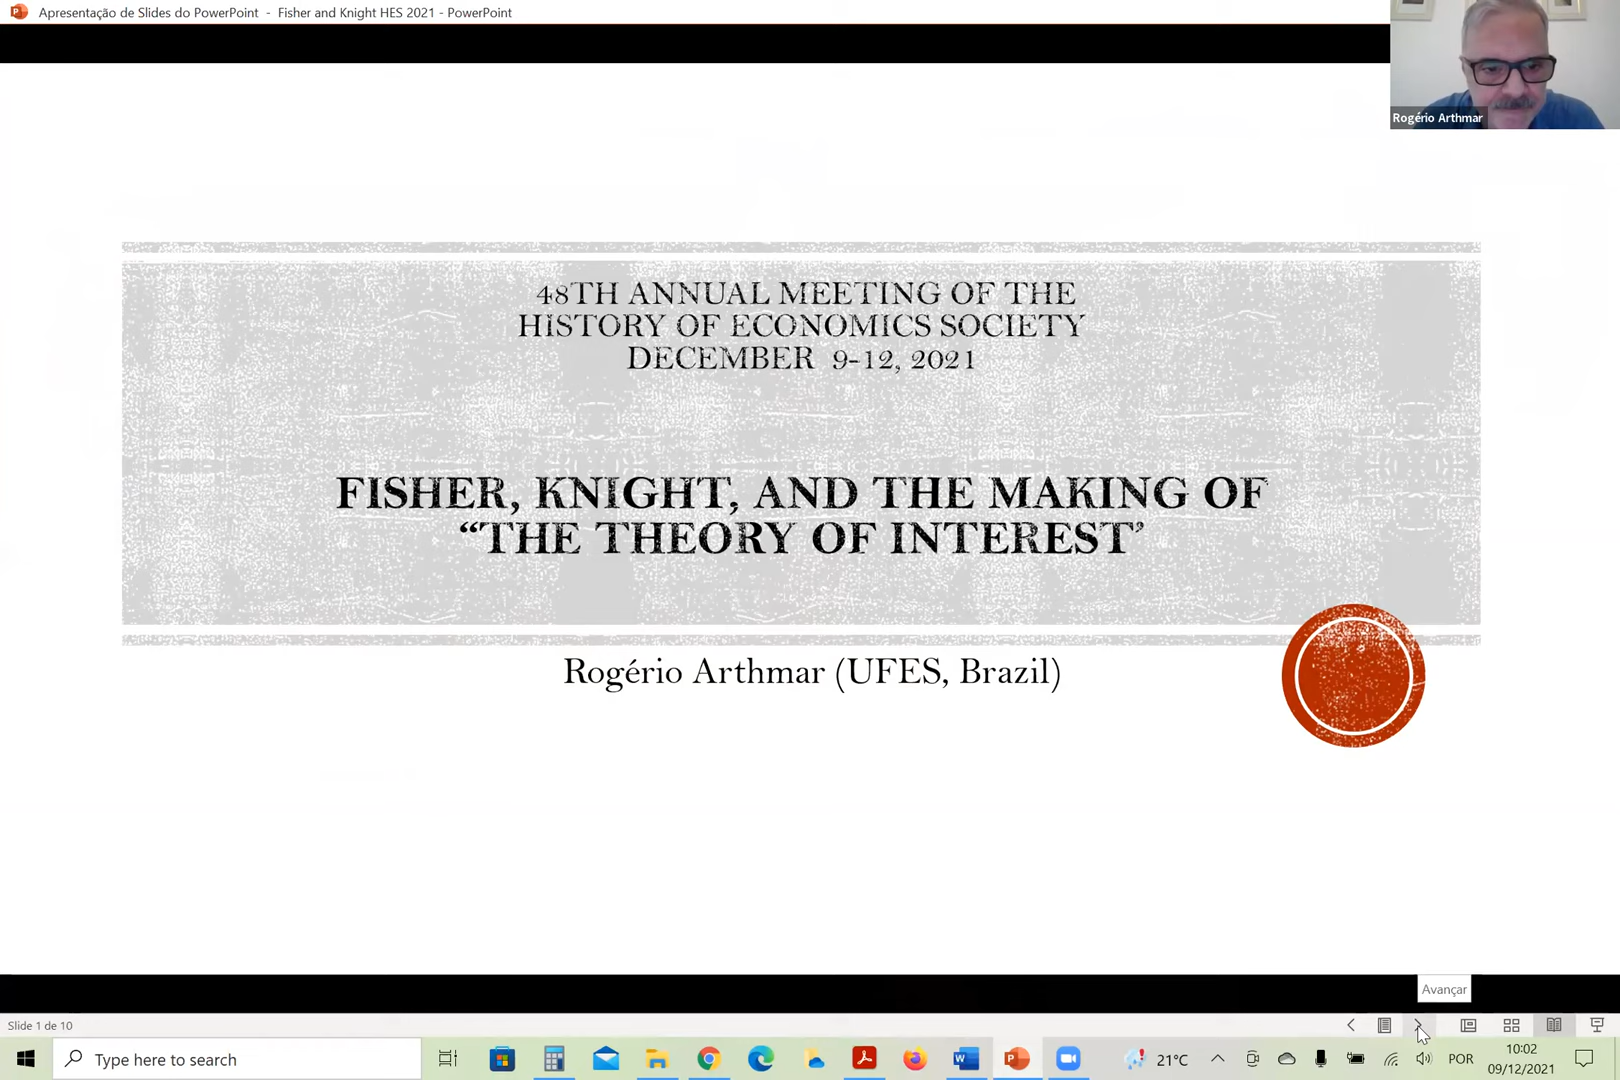 Apresentação de Slides do PowerPoint - Fisher and Knight HES 2021 - PowerPoint
Rogério Arthmar
48TH ANNUAL MEETING OF THE
HISTORY OF ECONOMICS SOCIETY
DECEMBER 9-12, 2021
FISHER, KNIGHT, AND THE MAKING OF
“THE THEORY OF INTEREST’
Rogério Arthmar (UFES, Brazil)
Avançar
Slide 1 de 10
Type here to search
21°C
POR
10:02
09/12/2021